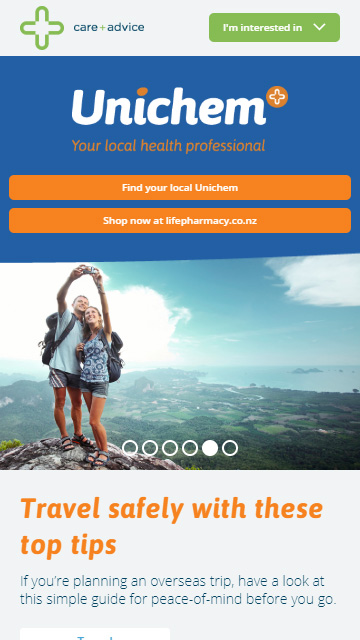 care+advice
I'm interested in
Unichem
Your local health professional
Find your local Unichem
Shop now at lifepharmacy.co.nz
Travel safely with these
top tips
If you're planning an overseas trip, have a look at
this simple guide for peace-of-mind before you go.